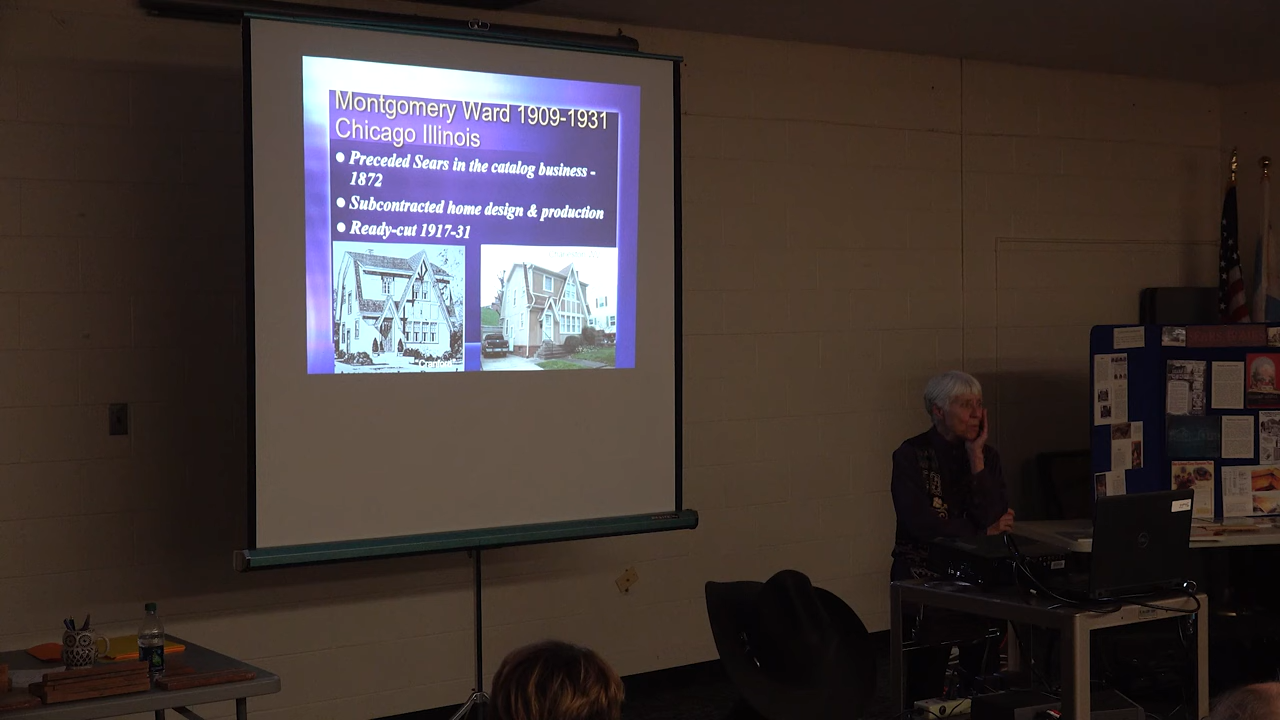 Montgomery Ward 1909-1931
Chicago Illinois
Preceded Sears in the catalog business -
1872
Subcontracted home design & production
Ready-cut 1917-31